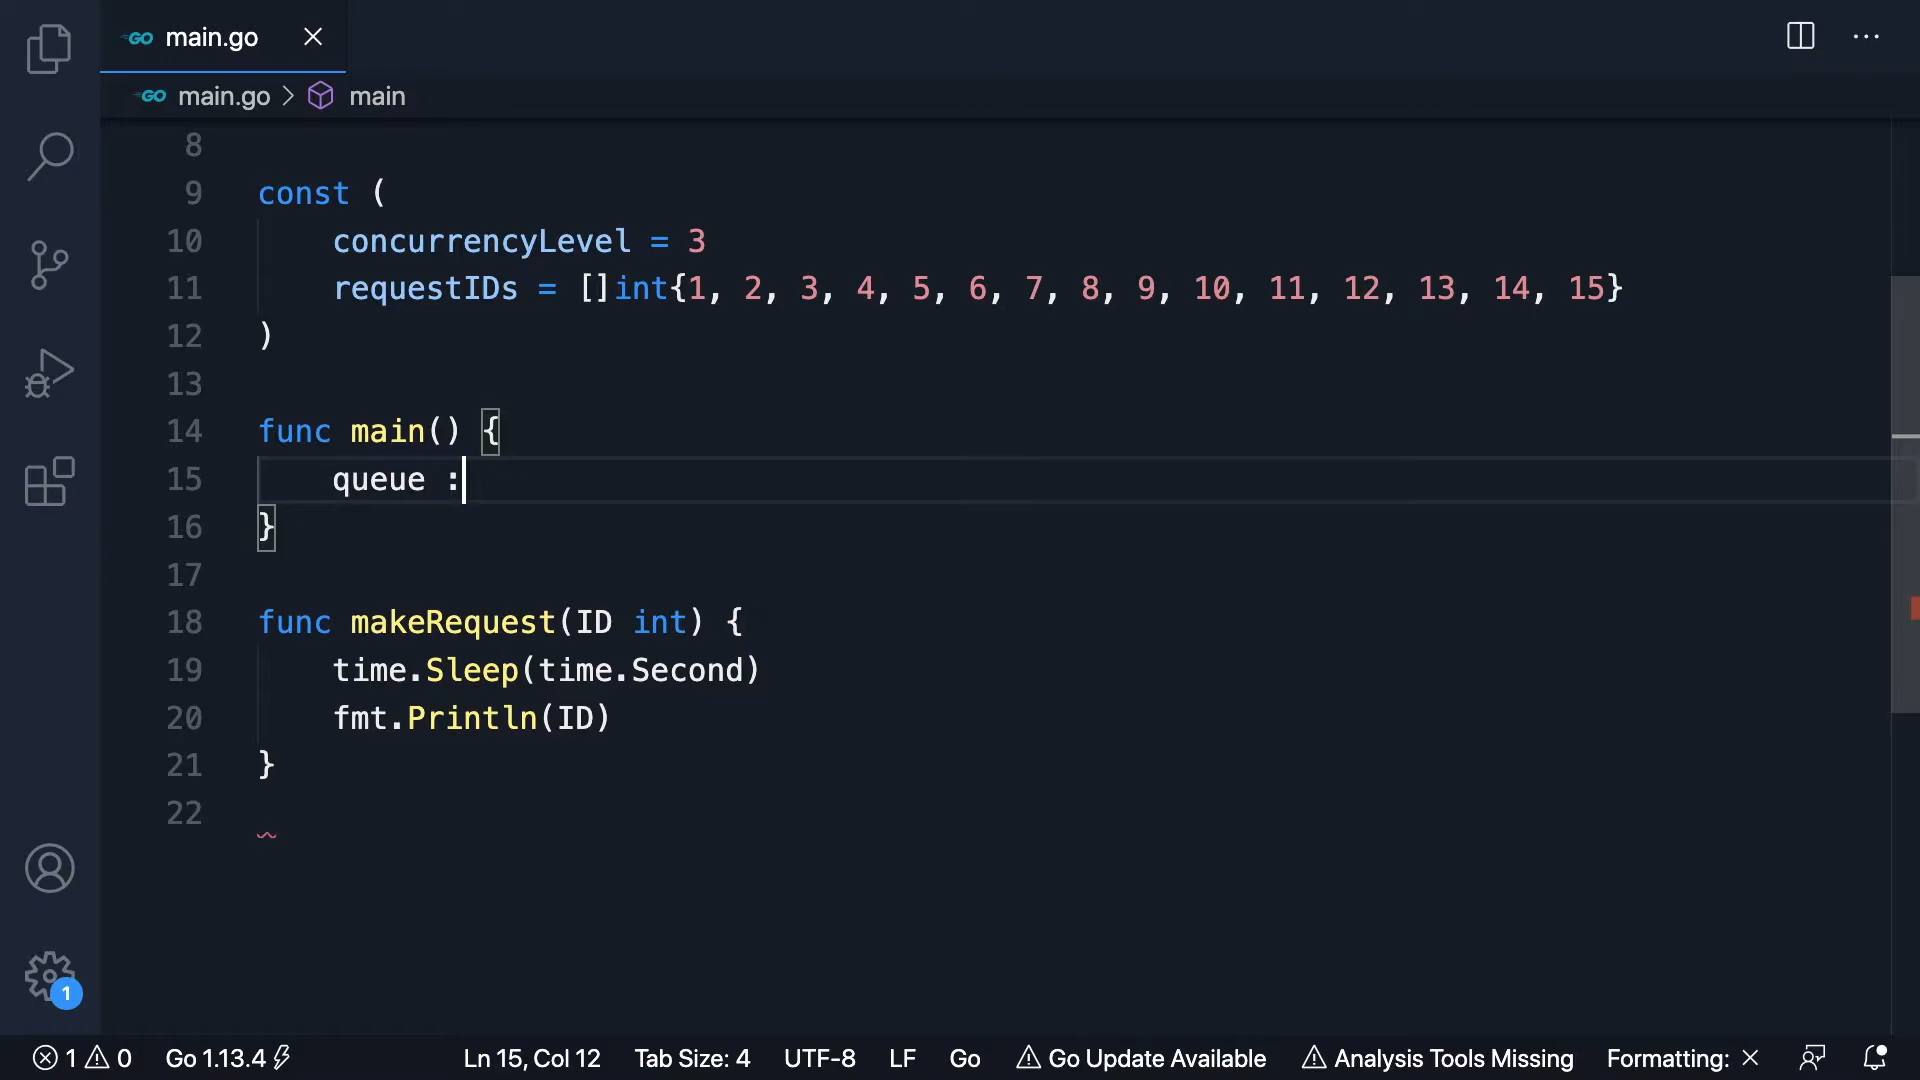 GO main.go
GO main.go > main
8
9 const (
10 concurrencyLevel = 3
11 requestIDs = []int{1, 2, 3, 4, 5, 6, 7, 8, 9, 10, 11, 12, 13, 14, 15}
12 )
13
14 func main() {
15 queue :
16 }
17
18 func makeRequest(ID int) {
19 time.Sleep(time.Second)
20 fmt.Println(ID)
21 }
22
1
1 0 Go 1.13.4 Ln 15, Col 12 Tab Size: 4 UTF-8 LF Go Go Update Available Analysis Tools Missing Formatting: ×